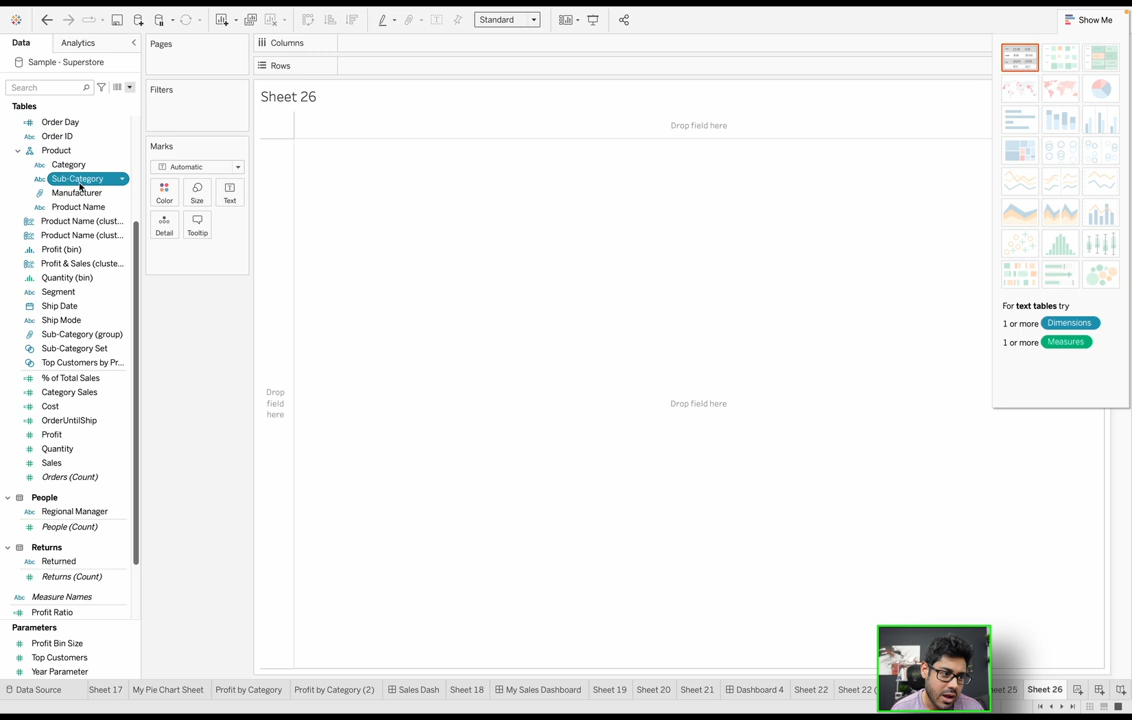 Standard
Show Me
Data
Analytics
Pages
Columns
Sample - Superstore
Rows
Search
Filters
Sheet 26
Tables
Order Day
Drop field here
Order ID
Product
Marks
Category
Automatic
Sub-Category
Manufacturer
Color
Size
Text
Product Name
Product Name (clust...
Product Name (clust...
Detail
Tooltip
Profit (bin)
Profit & Sales (cluste...
Quantity (bin)
Segment
Ship Date
For text tables try
Ship Mode
1 or more Dimensions
Sub-Category (group)
1 or more Measures
Sub-Category Set
Top Customers by Pr...
% of Total Sales
Category Sales
Drop
field
here
Drop field here
Cost
OrderUntilShip
Profit
Quantity
Sales
Orders (Count)
People
Regional Manager
People (Count)
Returns
Returned
Returns (Count)
Measure Names
Profit Ratio
Parameters
Profit Bin Size
Top Customers
Year Parameter
Data Source
Sheet 17
My Pie Chart Sheet
Profit by Category
Profit by Category (2)
Sales Dash
Sheet 18
My Sales Dashboard
Sheet 19
Sheet 20
Sheet 21
Dashboard 4
Sheet 22
Sheet 22 (
25
Sheet 26